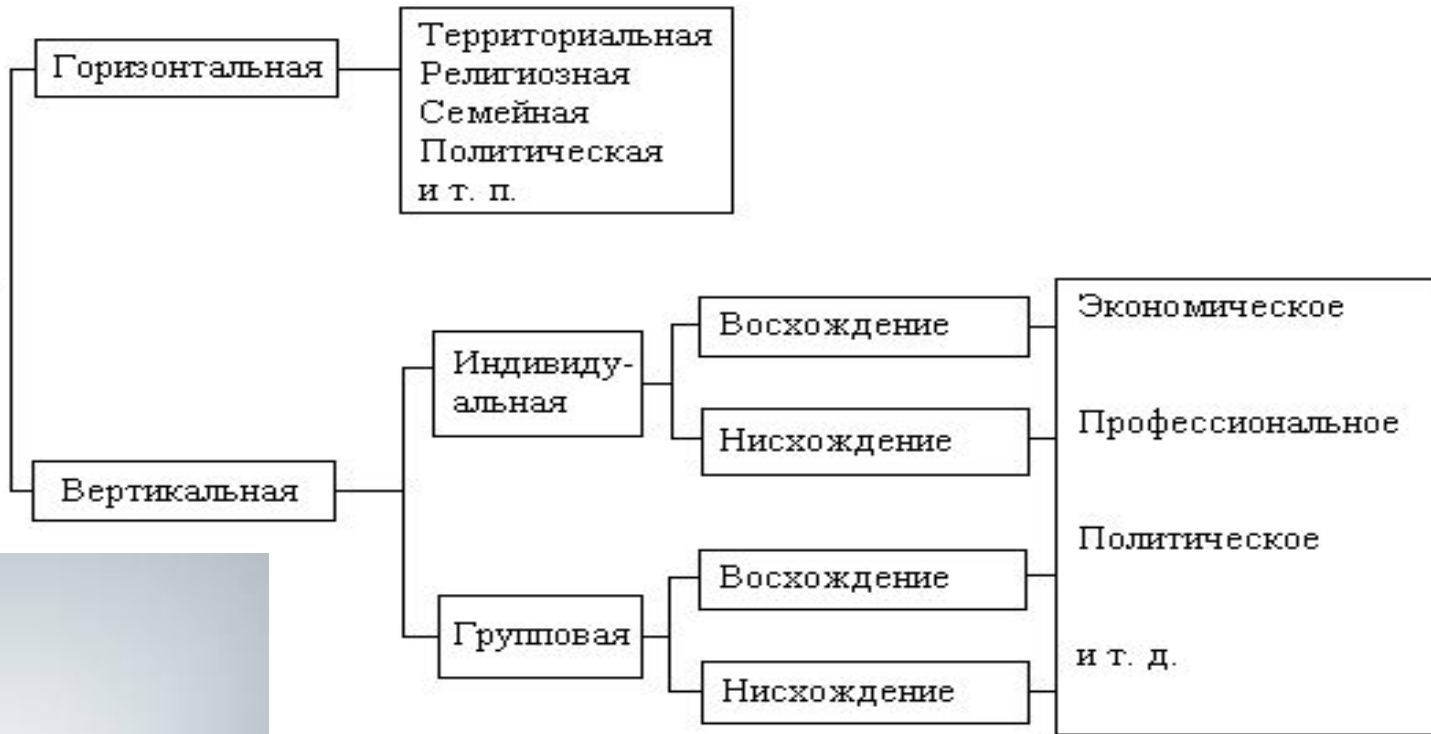 Горизонтальная
Территориальная
Религиозная
Семейная
Политическая
и т. п.
Вертикальная
Индивиду-
альная
Восхождение
Нисхождение
Групповая
Восхождение
Нисхождение
Экономическое
Профессиональное
Политическое
и т. д.